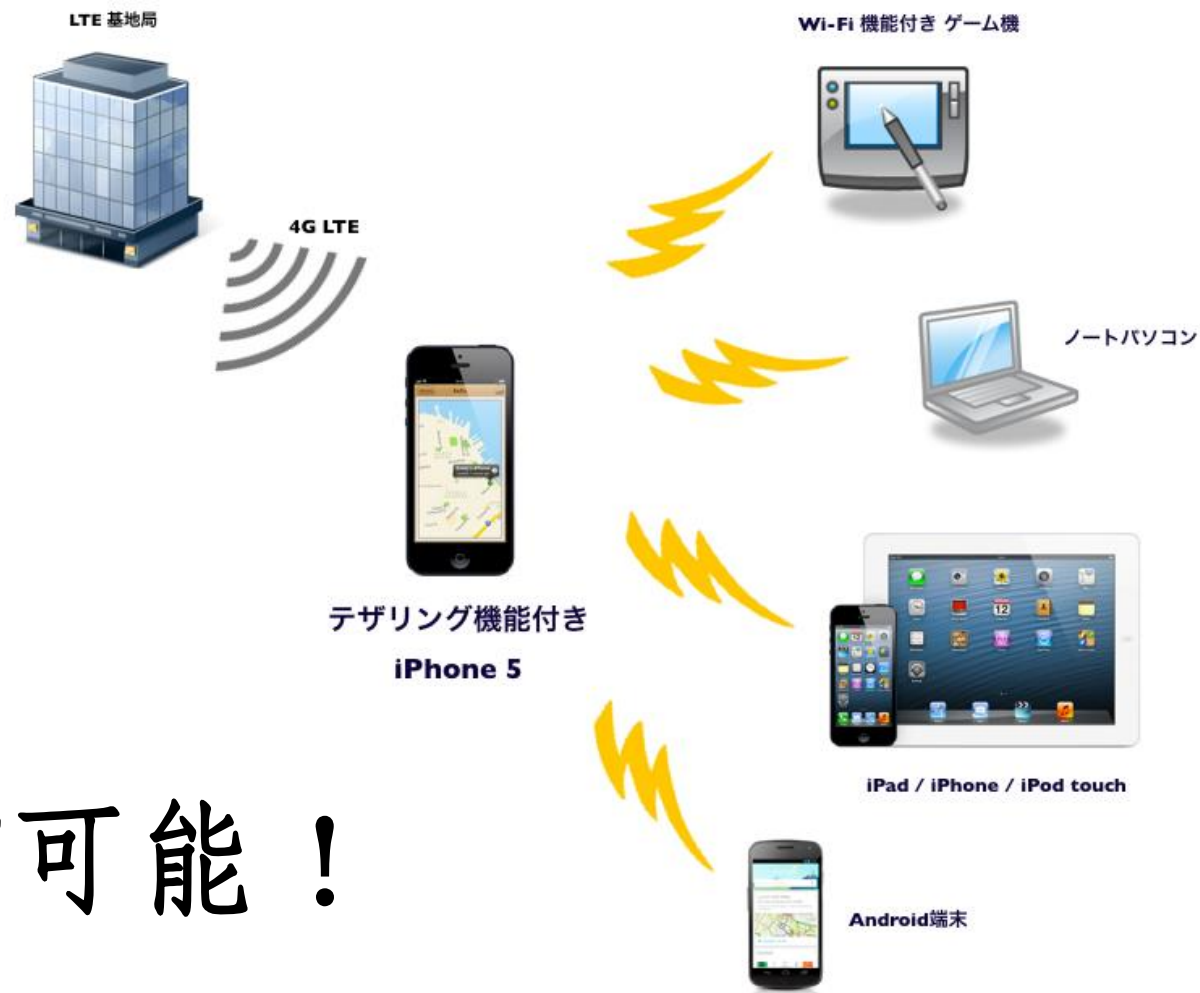 LTE 基地局
Wi-Fi 機能付き ゲーム機
4G LTE
ノートパソコン
テザリング機能付き
iPhone 5
iPad / iPhone / iPod touch
可能！
Android端末